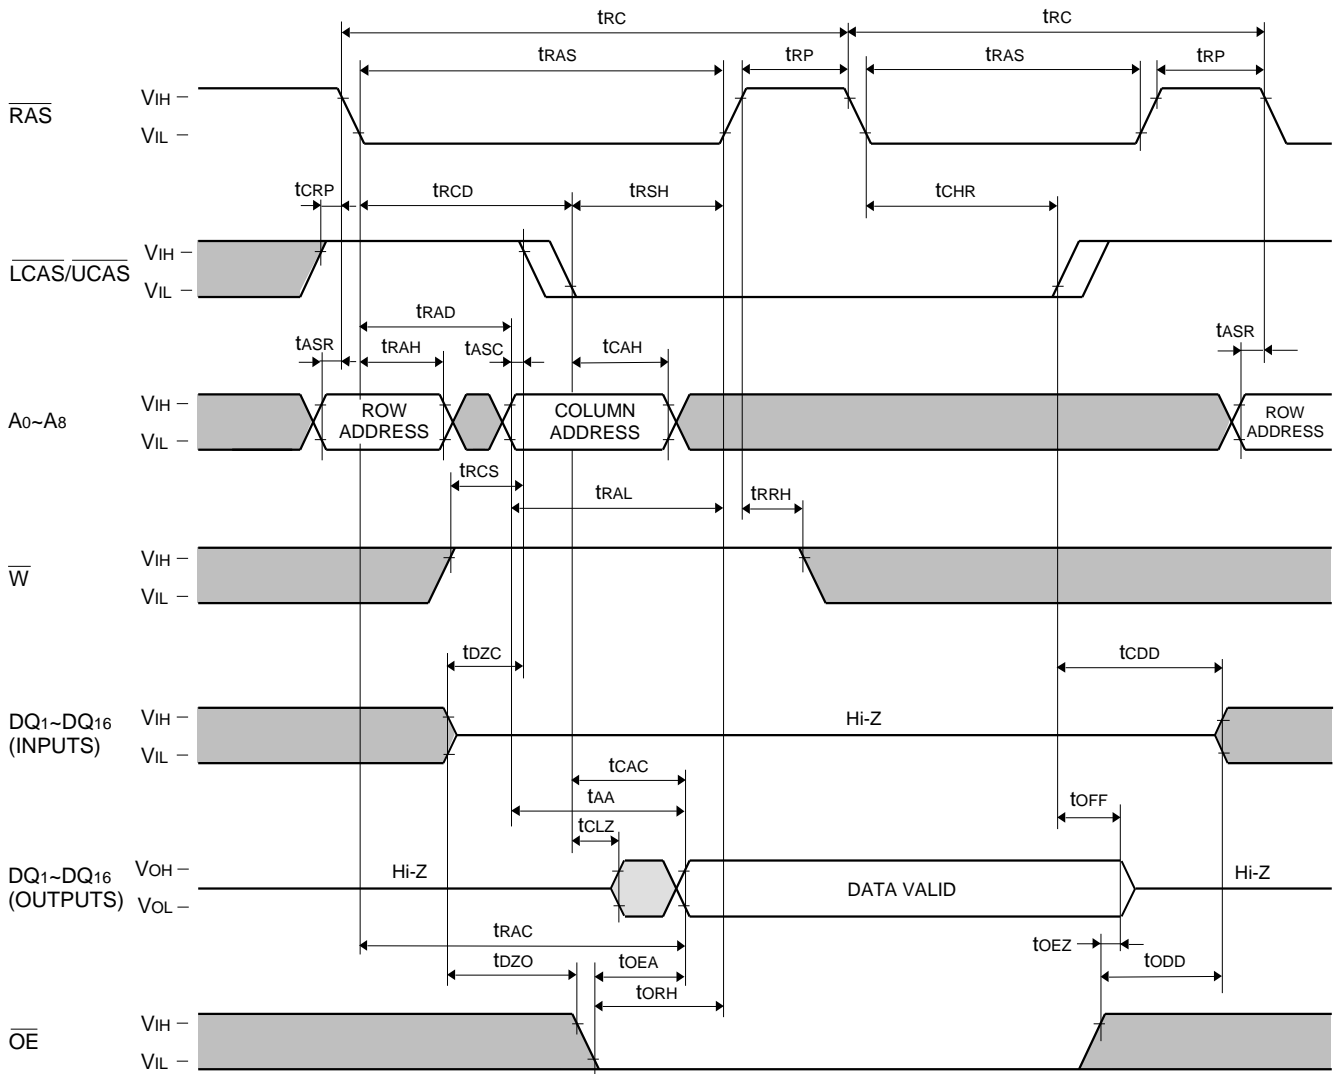 tRC tRC
tRAS tRP tRAS tRP
RAS VIH
VIL
tCRP tRCD tRSH tCHR
LCAS/UCAS VIH
VIL
tRAD
tASR tRAH tASC tCAH tASR
A0~A8 VIH
VIL
ROW
ADDRESS
COLUMN
ADDRESS
ROW
ADDRESS
tRCS tRAL tRRH
W VIH
VIL
tDZC tCDD
DQ1~DQ16
(INPUTS)
VIH
VIL
Hi-Z
tCAC
tAA tOFF
tCLZ
DQ1~DQ16
(OUTPUTS)
VOH
VOL
Hi-Z DATA VALID Hi-Z
tRAC tOEZ
tDZO tOEA tODD
tORH
OE VIH
VIL